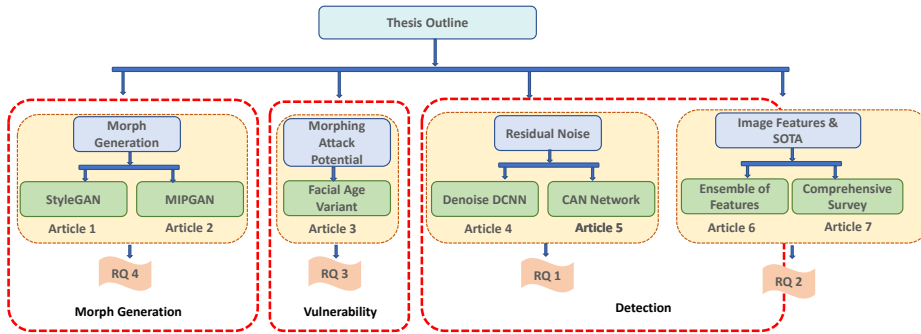 Thesis Outline
Morph
Generation
Morphing
Attack
Potential
Residual Noise
Image Features &
SOTA
StyleGAN
MIPGAN
Facial Age
Variant
Denoise DCNN
CAN Network
Ensemble of
Features
Comprehensive
Survey
Article 1
Article 2
Article 3
Article 4
Article 5
Article 6
Article 7
RQ 4
RQ 3
RQ 1
RQ 2
Morph Generation
Vulnerability
Detection